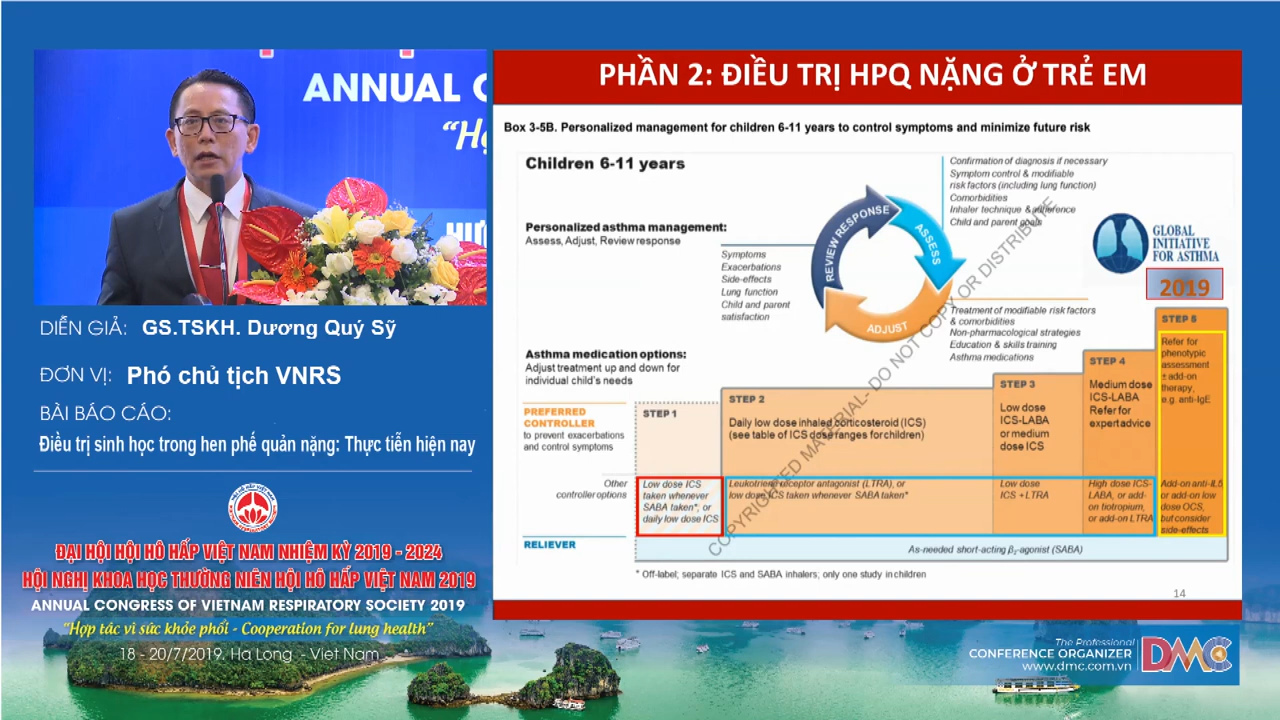 ANNUAL C
“Hợ
DIỄN GIẢ: GS.TSKH. Dương Quý Sỹ
ĐƠN VỊ: Phó chủ tịch VNRS
BÀI BÁO CÁO:
Điều trị sinh học trong hen phế quản nặng: Thực tiễn hiện nay
ĐẠI HỘI HỘI HÔ HẤP VIỆT NAM NHIỆM KỲ 2019 - 2024
HỘI NGHỊ KHOA HỌC THƯỜNG NIÊN HỘI HÔ HẤP VIỆT NAM 2019
ANNUAL CONGRESS OF VIETNAM RESPIRATORY SOCIETY 2019
“Hợp tác vì sức khỏe phổi - Cooperation for lung health”
18 - 20/7/2019. Ha Long - Viet Nam
PHẦN 2: ĐIỀU TRỊ HPQ NẶNG Ở TRẺ EM
Box 3-5B. Personalized management for children 6-11 years to control symptoms and minimize future risk
Children 6-11 years
Confirmation of diagnosis if necessary
Symptom control & modifiable
risk factors (including lung function)
Comorbidities
Inhaler technique & adherence
Child and parent goals
Personalized asthma management:
Assess, Adjust, Review response
Symptoms
Exacerbations
Side-effects
Lung function
Child and parent
satisfaction
REVIEW RESPONSE
ASSESS
ADJUST
GLOBAL
INITIATIVE
FOR ASTHMA
2019
Treatment of modifiable risk factors
& comorbidities
Non-pharmacological strategies
Education & skills training
Asthma medications
Asthma medication options:
Adjust treatment up and down for
individual child's needs
PREFERRED
CONTROLLER
to prevent exacerbations
and control symptoms
STEP 1
STEP 2
Daily low dose inhaled corticosteroid (ICS)
(see table of ICS dose ranges for children)
STEP 3
Low dose
ICS-LABA
or medium
dose ICS
STEP 4
Medium dose
ICS-LABA
Refer for
expert advice
STEP 5
Refer for
phenotypic
assessment
± add-on
therapy,
e.g. anti-IgE
Other
controller options
Low dose ICS
taken whenever
SABA taken*, or
daily low dose ICS
Leukotriene receptor antagonist (LTRA), or
low dose ICS taken whenever SABA taken*
Low dose
ICS + LTRA
High dose ICS-
LABA, or add-
on tiotropium,
or add-on LTRA
Add-on anti-IL5
or add-on low
dose OCS,
but consider
side-effects
RELIEVER
As-needed short-acting β₂-agonist (SABA)
* Off-label; separate ICS and SABA inhalers; only one study in children
COPYRIGHTED MATERIAL- DO NOT COPY OR DISTRIBUTE
14
The Professional
CONFERENCE ORGANIZER
www.dmc.com.vn
DMC